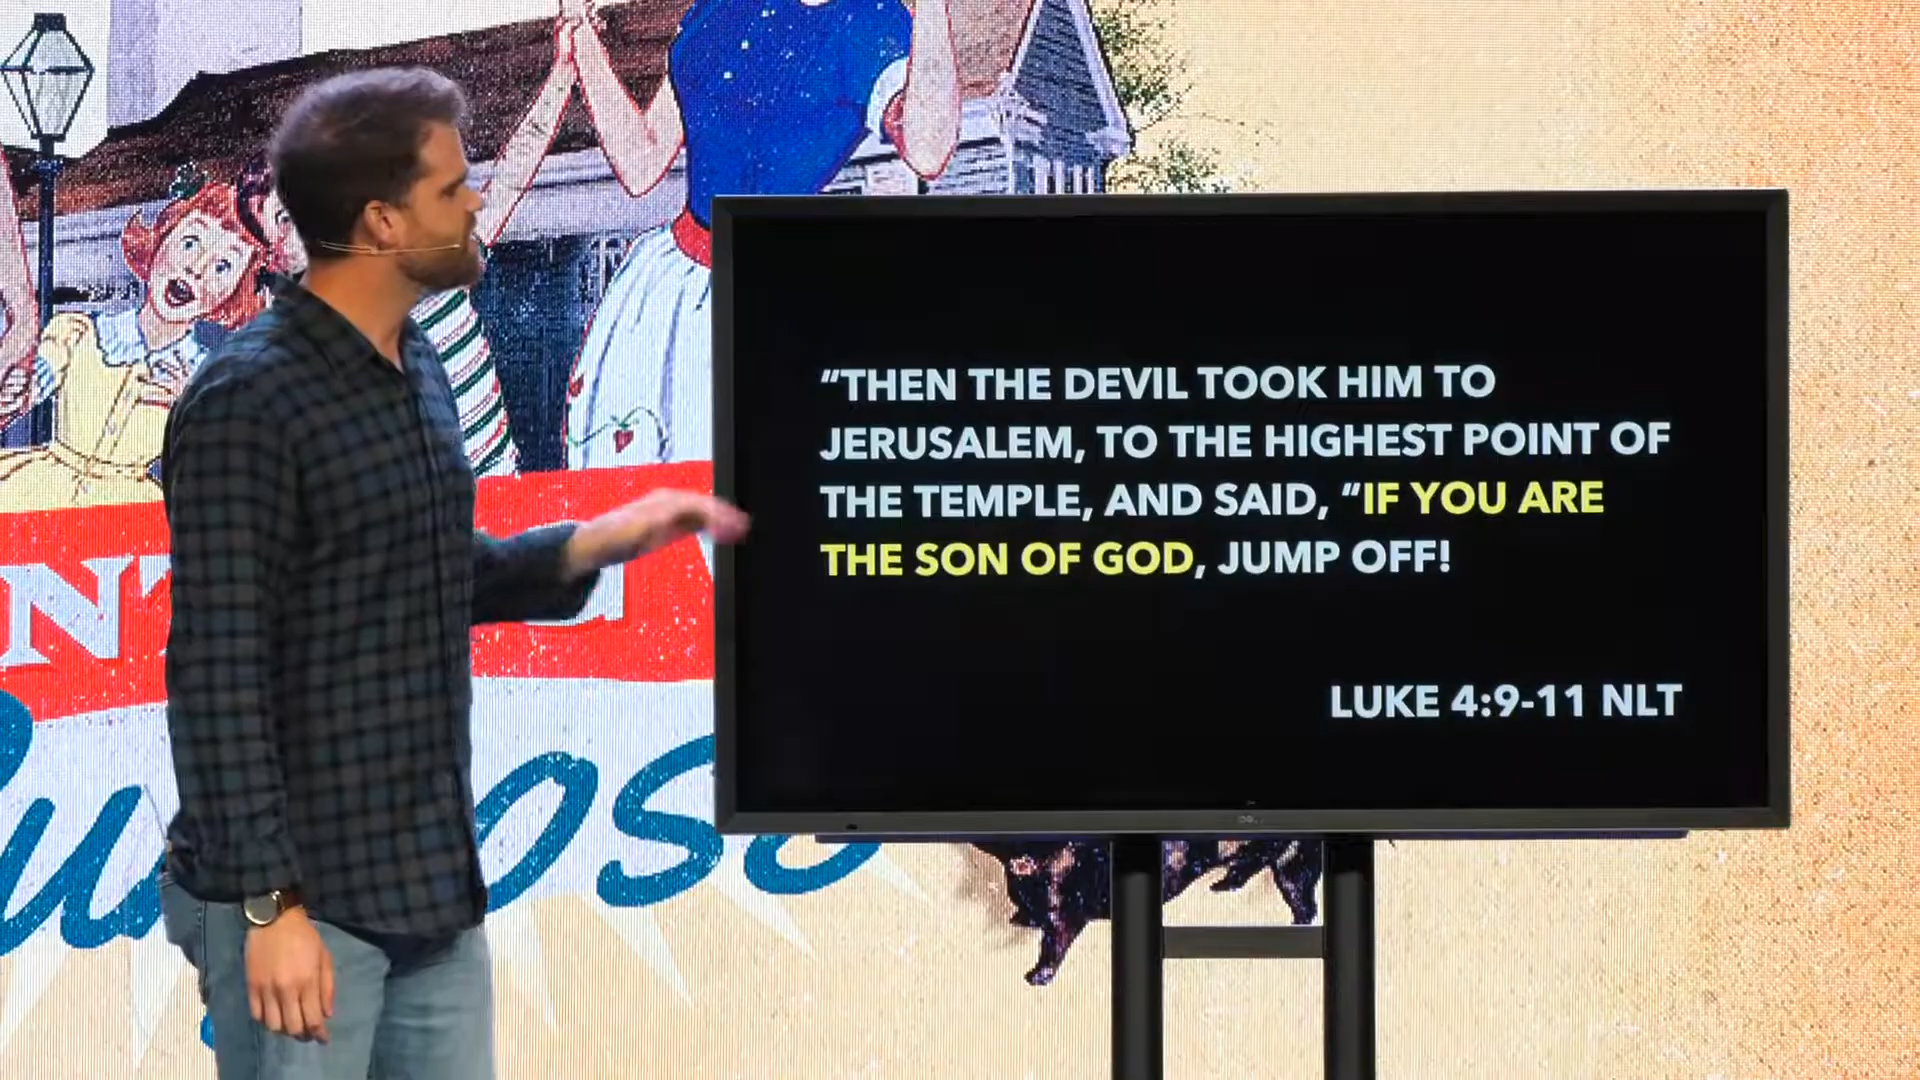 “THEN THE DEVIL TOOK HIM TO
JERUSALEM, TO THE HIGHEST POINT OF
THE TEMPLE, AND SAID, “IF YOU ARE
THE SON OF GOD, JUMP OFF!
LUKE 4:9-11 NLT